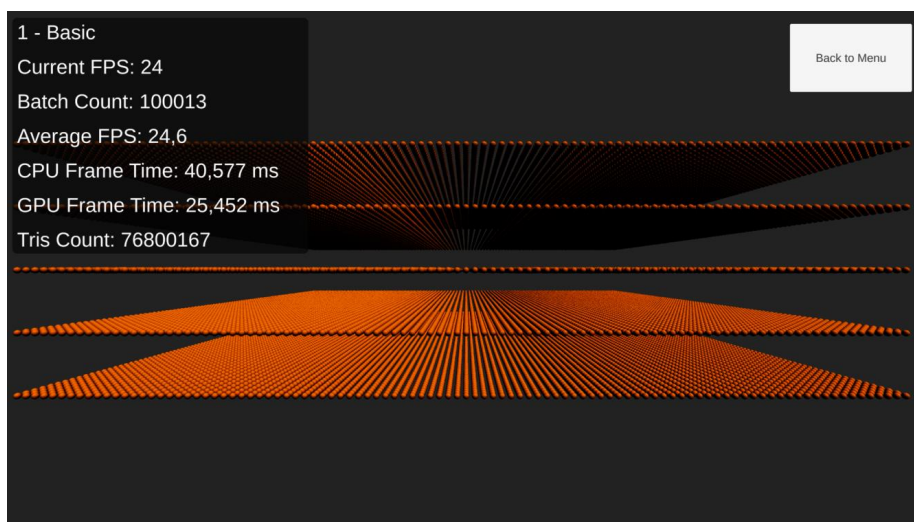 1 - Basic
Current FPS: 24
Batch Count: 100013
Average FPS: 24,6
CPU Frame Time: 40,577 ms
GPU Frame Time: 25,452 ms
Tris Count: 76800167
Back to Menu